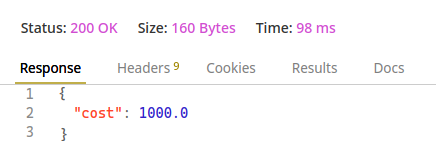 Status: 200 OK Size: 160 Bytes Time: 98 ms
Response Headers 9 Cookies Results Docs
1 {
2 "cost": 1000.0
3 }